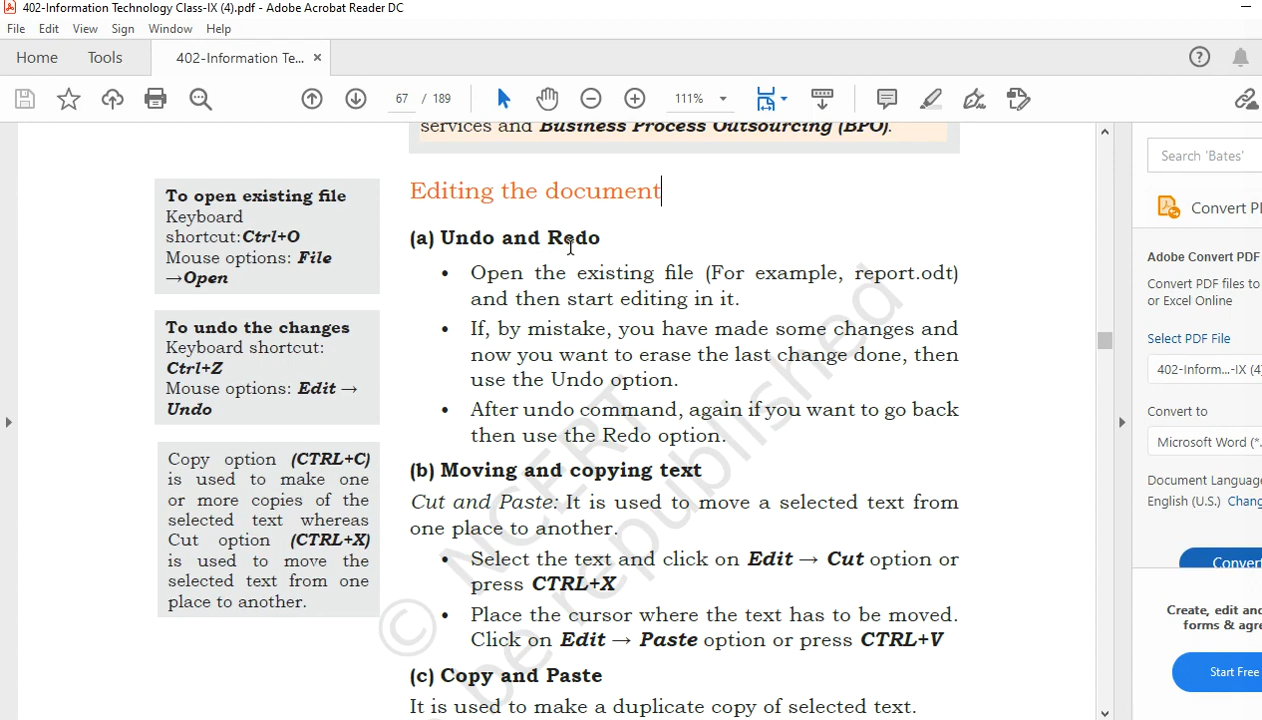 402-Information Technology Class-IX (4).pdf - Adobe Acrobat Reader DC
File Edit View Sign Window Help
Home Tools 402-Information Te... ×
67 / 189 111%
services and Business Process Outsourcing (BPO).
Editing the document
To open existing file
Keyboard
shortcut:Ctrl+O
Mouse options: File
→Open
To undo the changes
Keyboard shortcut:
Ctrl+Z
Mouse options: Edit →
Undo
Copy option (CTRL+C)
is used to make one
or more copies of the
selected text whereas
Cut option (CTRL+X)
is used to move the
selected text from one
place to another.
(a) Undo and Redo
• Open the existing file (For example, report.odt)
and then start editing in it.
• If, by mistake, you have made some changes and
now you want to erase the last change done, then
use the Undo option.
• After undo command, again if you want to go back
then use the Redo option.
(b) Moving and copying text
Cut and Paste: It is used to move a selected text from
one place to another.
• Select the text and click on Edit → Cut option or
press CTRL+X
• Place the cursor where the text has to be moved.
Click on Edit → Paste option or press CTRL+V
(c) Copy and Paste
It is used to make a duplicate copy of selected text.
© NCERT
be republished
Search 'Bates'
Convert P
Adobe Convert PDF
Convert PDF files to
or Excel Online
Select PDF File
402-Inform...-IX (4)
Convert to
Microsoft Word (*.
Document Language
English (U.S.) Chang
Conver
Create, edit and
forms & agre
Start Free